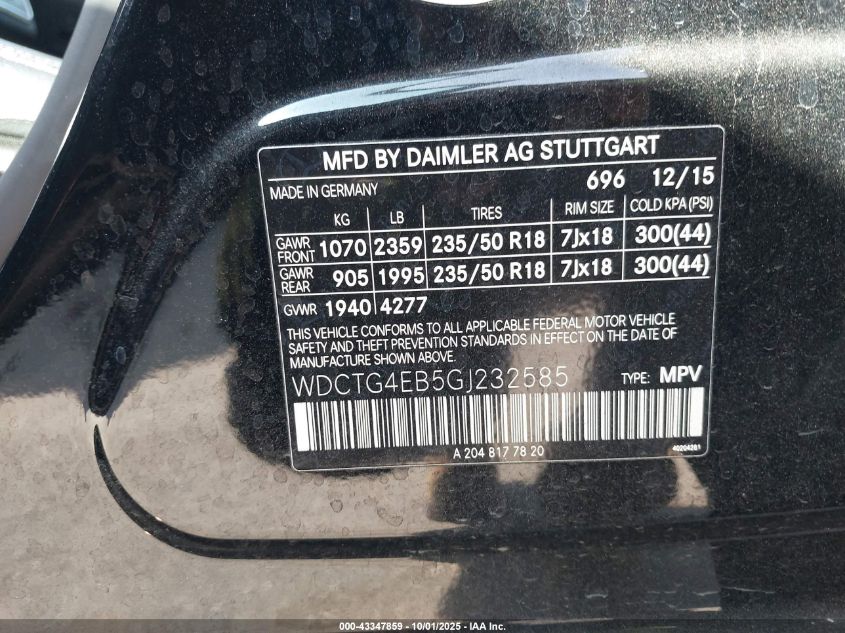 MFD BY DAIMLER AG STUTTGART
MADE IN GERMANY 696 12/15
KG LB TIRES RIM SIZE COLD KPA (PSI)
GAWR FRONT 1070 2359 235/50 R18 7Jx18 300(44)
GAWR REAR 905 1995 235/50 R18 7Jx18 300(44)
GVWR 1940 4277
THIS VEHICLE CONFORMS TO ALL APPLICABLE FEDERAL MOTOR VEHICLE
SAFETY AND THEFT PREVENTION STANDARDS IN EFFECT ON THE DATE OF
MANUFACTURE SHOWN ABOVE.
WDCTG4EB5GJ232585 TYPE: MPV
A 204 817 78 20 40204281
000-43347859 - 10/01/2025 - IAA Inc.